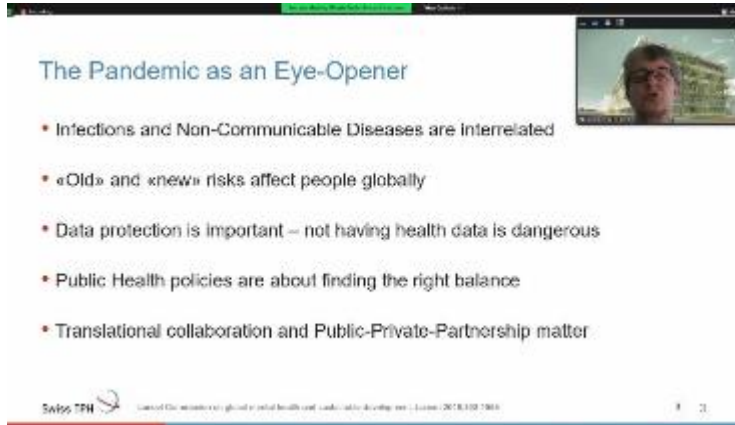 The Pandemic as an Eye-Opener
• Infections and Non-Communicable Diseases are interrelated
• «Old» and «new» risks affect people globally
• Data protection is important – not having health data is dangerous
• Public Health policies are about finding the right balance
• Translational collaboration and Public-Private-Partnership matter
Swiss TPH